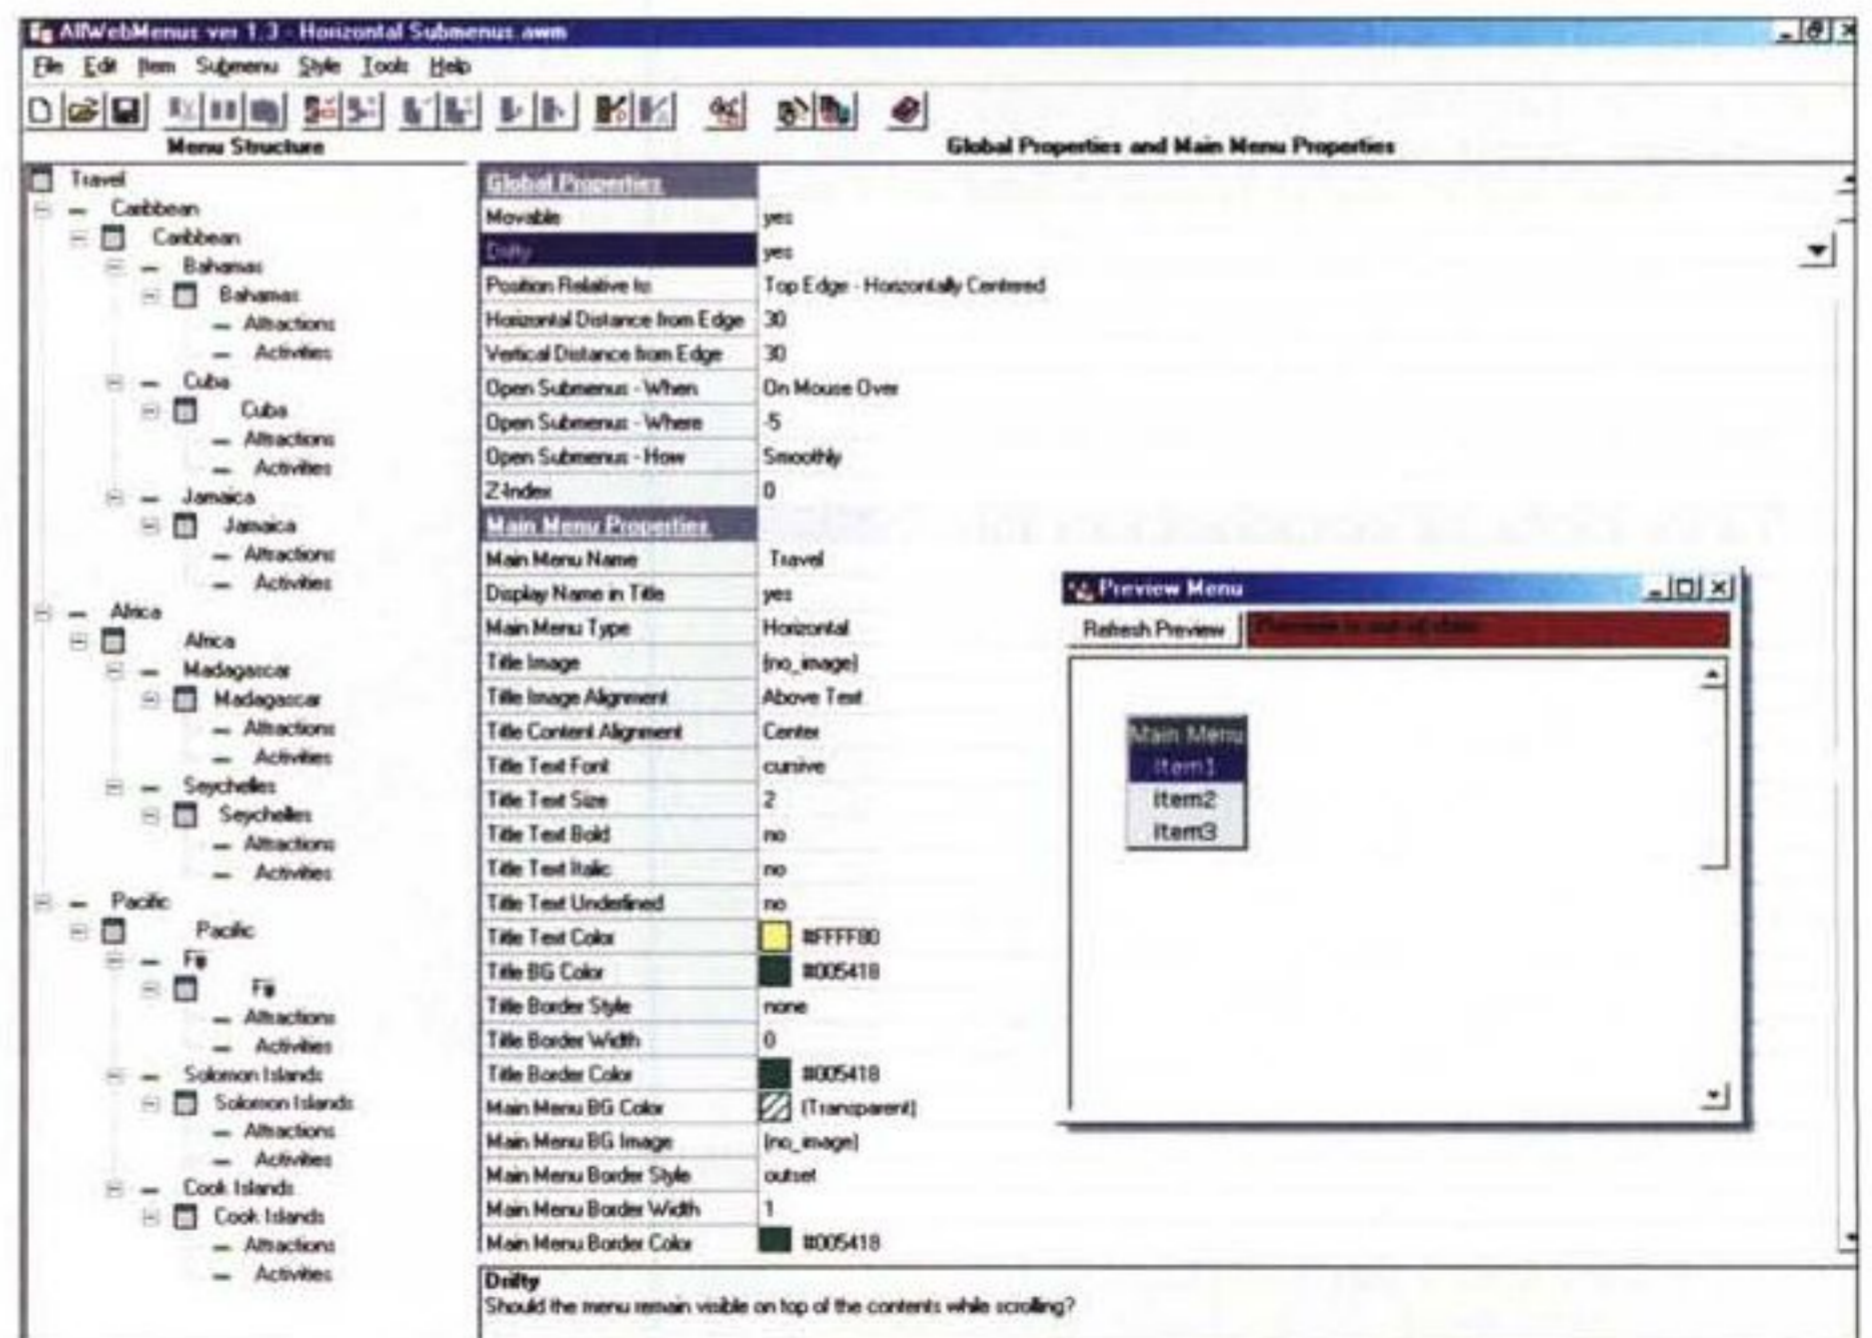 AllWebMenus ver 1.3 - Horizontal Submenus.awm
File Edit Item Submenu Style Tools Help
Menu Structure
Travel
Caribbean
Caribbean
Bahamas
Bahamas
Attractions
Activities
Cuba
Cuba
Attractions
Activities
Jamaica
Jamaica
Attractions
Activities
Africa
Africa
Madagascar
Madagascar
Attractions
Activities
Seychelles
Seychelles
Attractions
Activities
Pacific
Pacific
Fiji
Fiji
Attractions
Activities
Solomon Islands
Solomon Islands
Attractions
Activities
Cook Islands
Cook Islands
Attractions
Activities
Global Properties and Main Menu Properties
Global Properties
Movable yes
Drifty yes
Position Relative to: Top Edge - Horizontally Centered
Horizontal Distance from Edge 30
Vertical Distance from Edge 30
Open Submenus - When On Mouse Over
Open Submenus - Where -5
Open Submenus - How Smoothly
Z-Index 0
Main Menu Properties
Main Menu Name Travel
Display Name in Title yes
Main Menu Type Horizontal
Title Image (no_image)
Title Image Alignment Above Text
Title Content Alignment Center
Title Text Font cursive
Title Text Size 2
Title Text Bold no
Title Text Italic no
Title Text Underlined no
Title Text Color #FFFF80
Title BG Color #005418
Title Border Style none
Title Border Width 0
Title Border Color #005418
Main Menu BG Color (Transparent)
Main Menu BG Image (no_image)
Main Menu Border Style outset
Main Menu Border Width 1
Main Menu Border Color #005418
Drifty
Should the menu remain visible on top of the contents while scrolling?
Preview Menu
Refresh Preview
Main Menu
item1
item2
item3